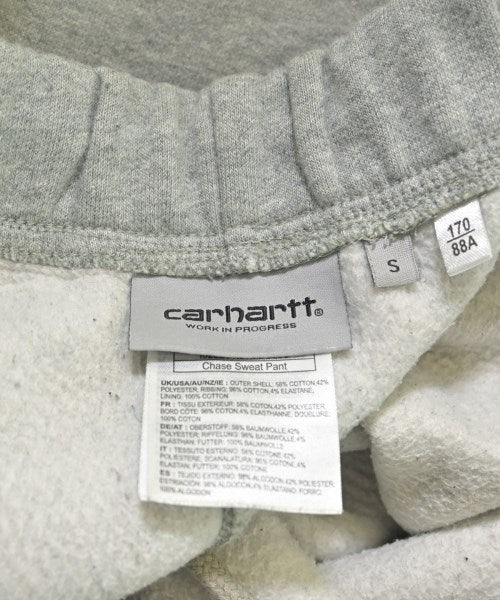 170
88A
S
carhartt®
WORK IN PROGRESS
Chase Sweat Pant
UK/USA/AU/NZ/IE : OUTER SHELL: 58% COTTON,42%
POLYESTER, RIBBING: 96% COTTON,4% ELASTANE,
LINING: 100% COTTON
FR : TISSU EXTERIEUR: 58% COTON,42% POLYESTER,
BORD CÔTE: 96% COTON,4% ELASTHANNE, DOUBLURE,
100% COTON
DE/AT : OBERSTOFF: 58% BAUMWOLLE,42%
POLYESTER, RIFFELUNG: 96% BAUMWOLLE,4%
ELASTHAN, FUTTER: 100% BAUMWOLLE
IT : TESSUTO ESTERNO: 58% COTONE,42%
POLIESTERE, SCANALATURA: 96% COTONE,4%
ELASTAN, FUTTER: 100% COTONE
ES : TEJIDO EXTERNO: 58% ALGODÓN,42%
POLIÉSTER, 96% ALGODÓN,4% ELASTANO, FORRO:
100% ALGODÓN